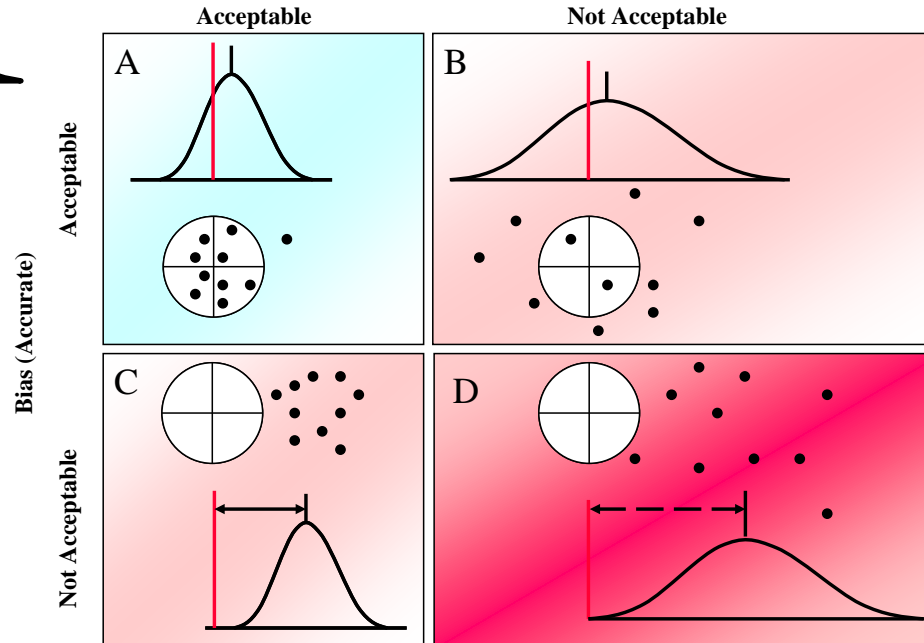 Acceptable
Not Acceptable
A
B
Acceptable
Bias (Accurate)
C
D
Not Acceptable